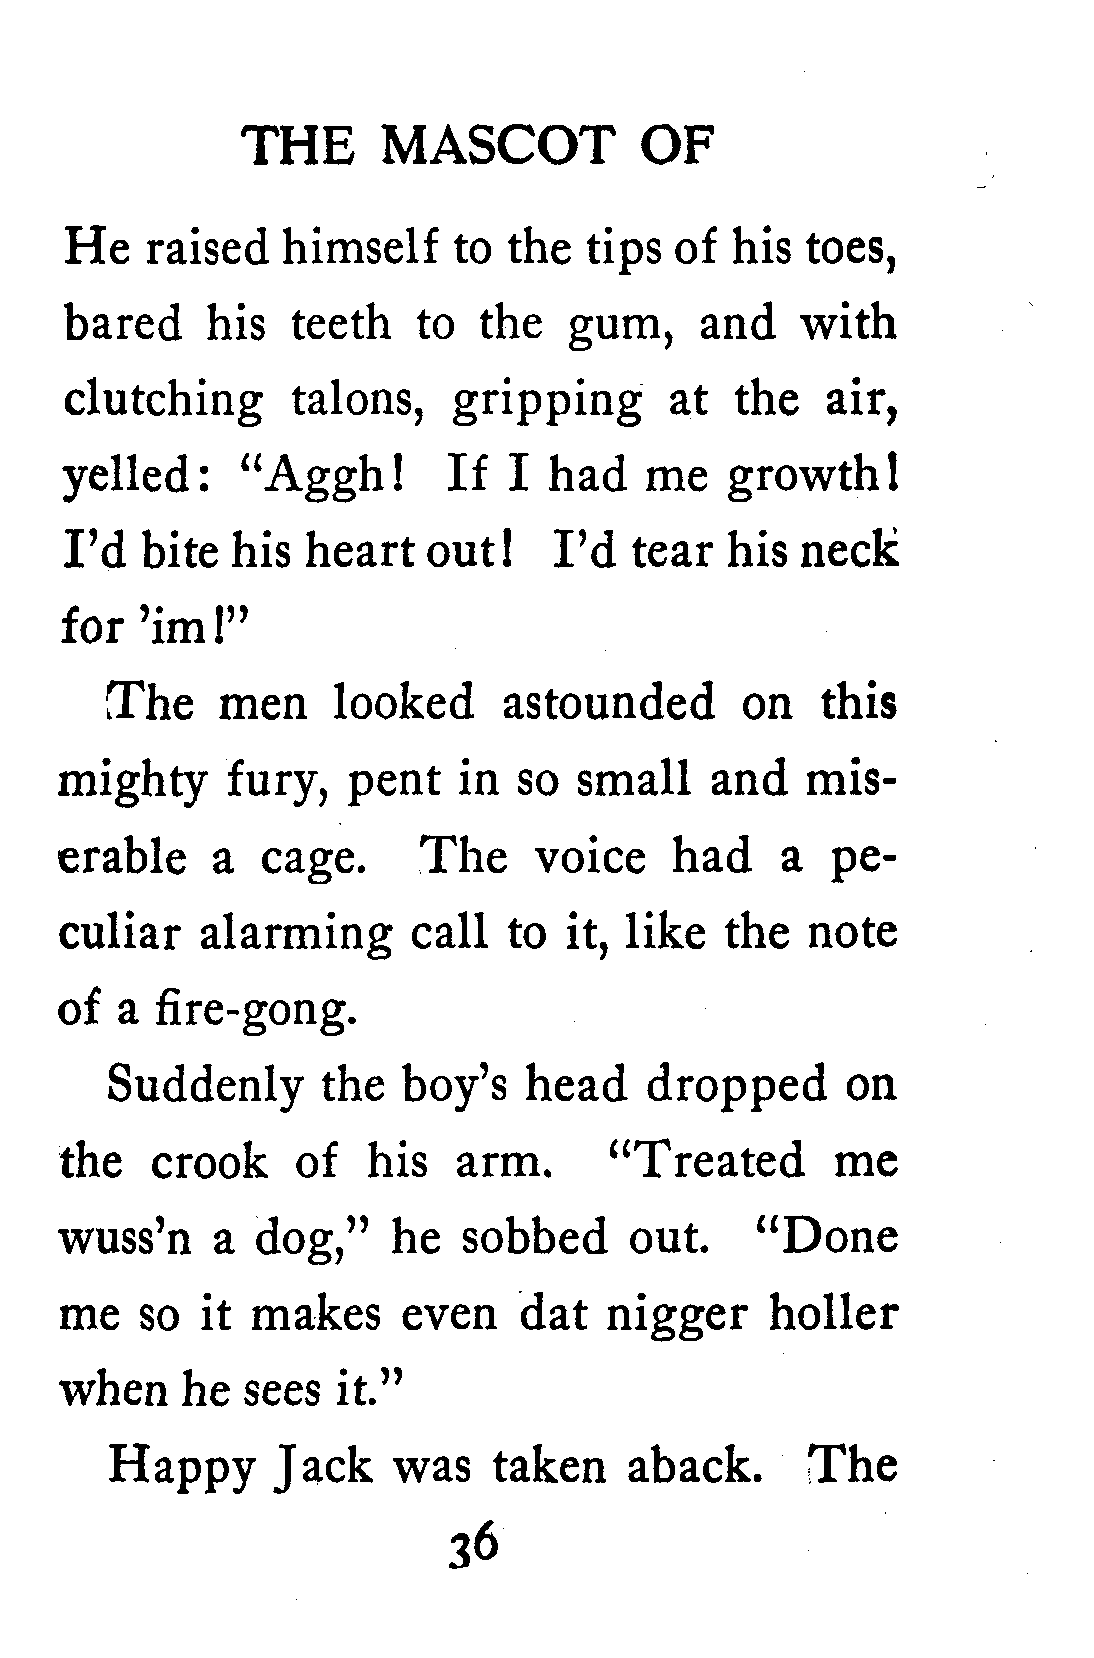 THE MASCOT OF
He raised himself to the tips of his toes,
bared his teeth to the gum, and with
clutching talons, gripping at the air,
yelled: “Aggh! If I had me growth!
I’d bite his heart out! I’d tear his neck
for ’im!”
The men looked astounded on this
mighty fury, pent in so small and mis-
erable a cage. The voice had a pe-
culiar alarming call to it, like the note
of a fire-gong.
Suddenly the boy’s head dropped on
the crook of his arm. “Treated me
wuss’n a dog,” he sobbed out. “Done
me so it makes even dat nigger holler
when he sees it.”
Happy Jack was taken aback. The
36